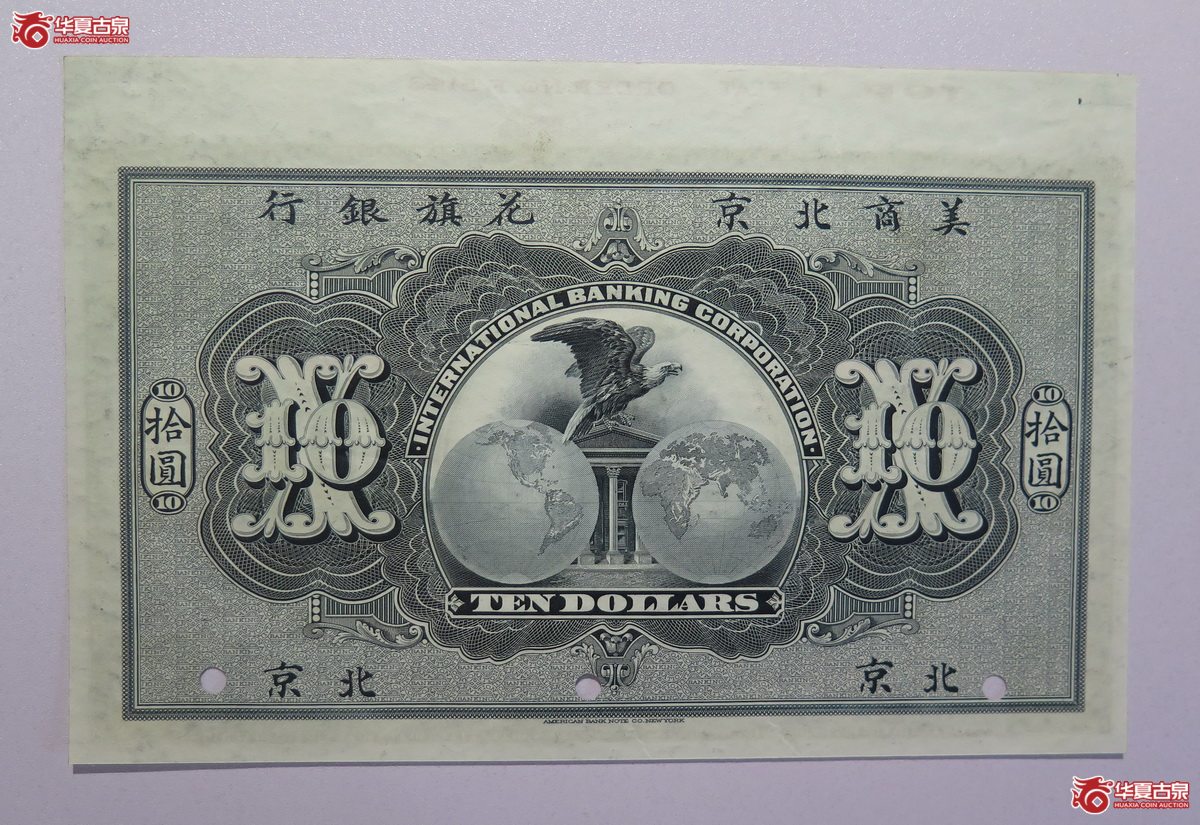 华夏古泉
HUAXIA COIN AUCTION
美商北京花旗銀行
INTERNATIONAL BANKING CORPORATION
10
拾圓
10
X 10
X 10
10
拾圓
10
TEN DOLLARS
北京
北京
AMERICAN BANK NOTE CO. NEW YORK
华夏古泉
HUAXIA COIN AUCTION